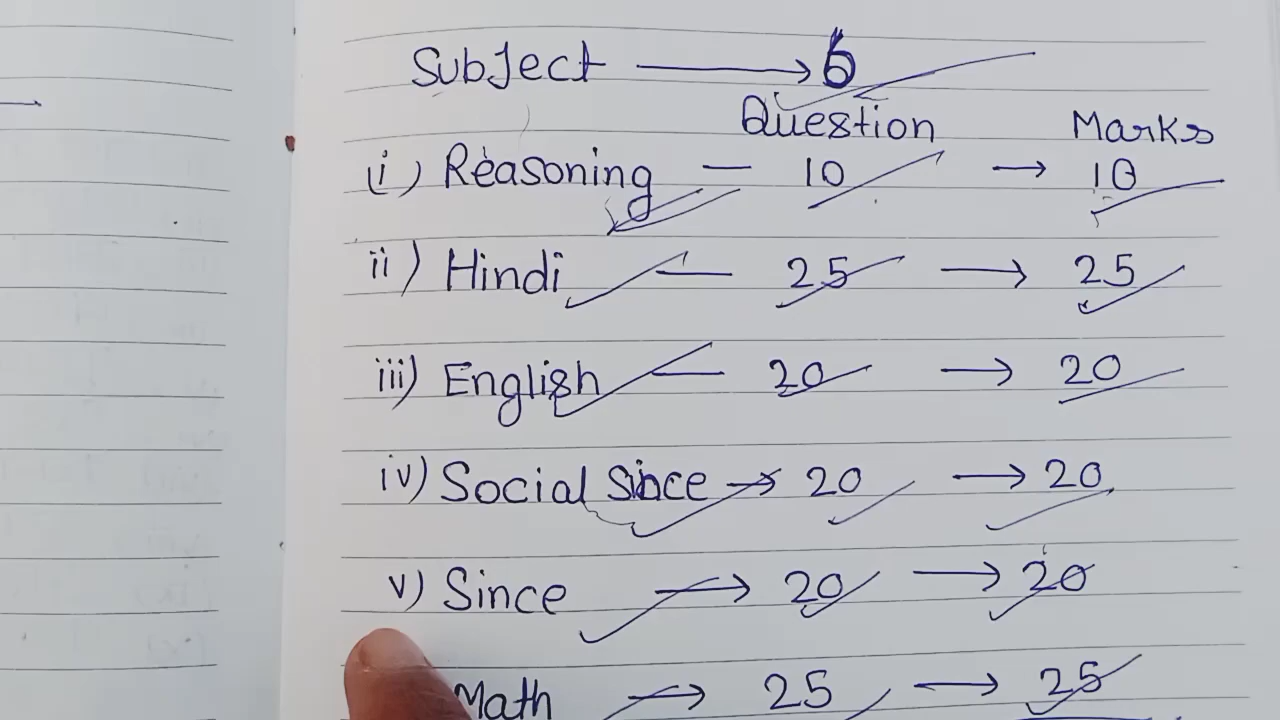 Subject → 6
Question Marks
(i) Reasoning — 10 → 10
ii) Hindi — 25 → 25
iii) English — 20 → 20
iv) Social Since → 20 → 20
v) Since → 20 → 20
Math → 25 → 25